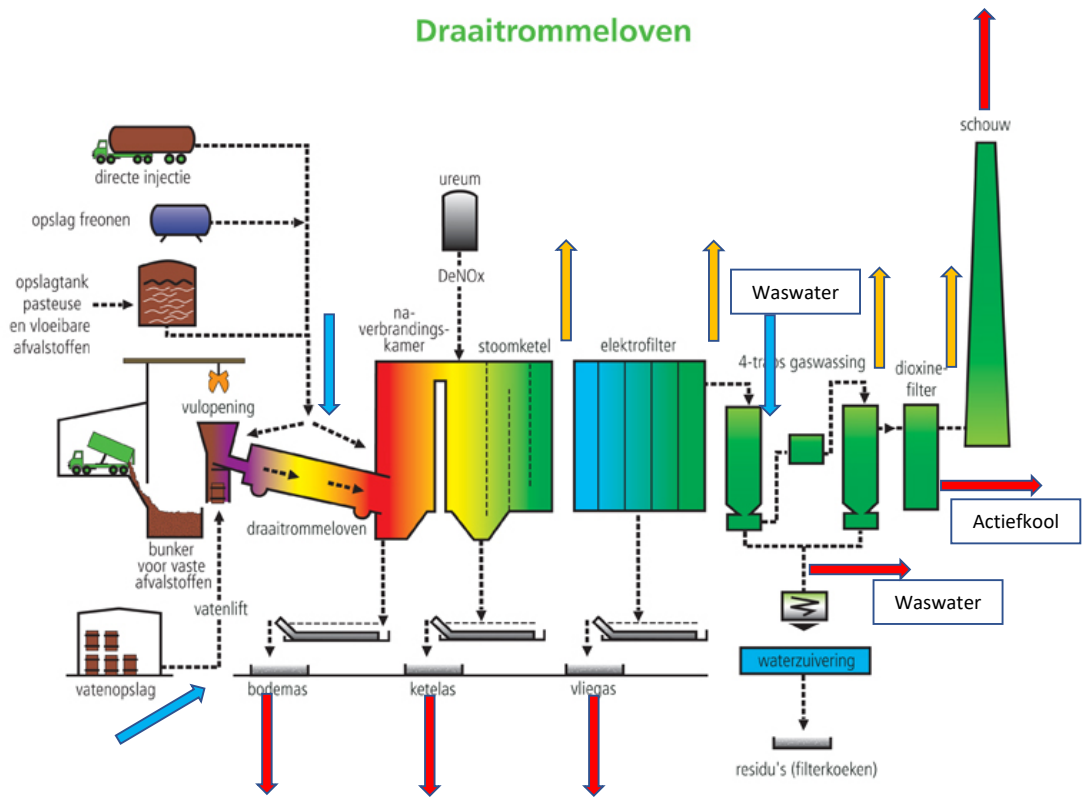 Draaitrommeloven
schouw
directe injectie
ureum
opslag freonen
DeNOx
opslagtank
pasteuse
en vloeibare
afvalstoffen
Waswater
na-
verbrandings-
kamer
stoomketel
elektrofilter
4-traps gaswassing
dioxine-
filter
vulopening
draaitrommeloven
Actiefkool
bunker
voor vaste
afvalstoffen
Waswater
vatenlift
waterzuivering
vatenopslag
bodemas
ketelas
vliegas
residu's (filterkoeken)